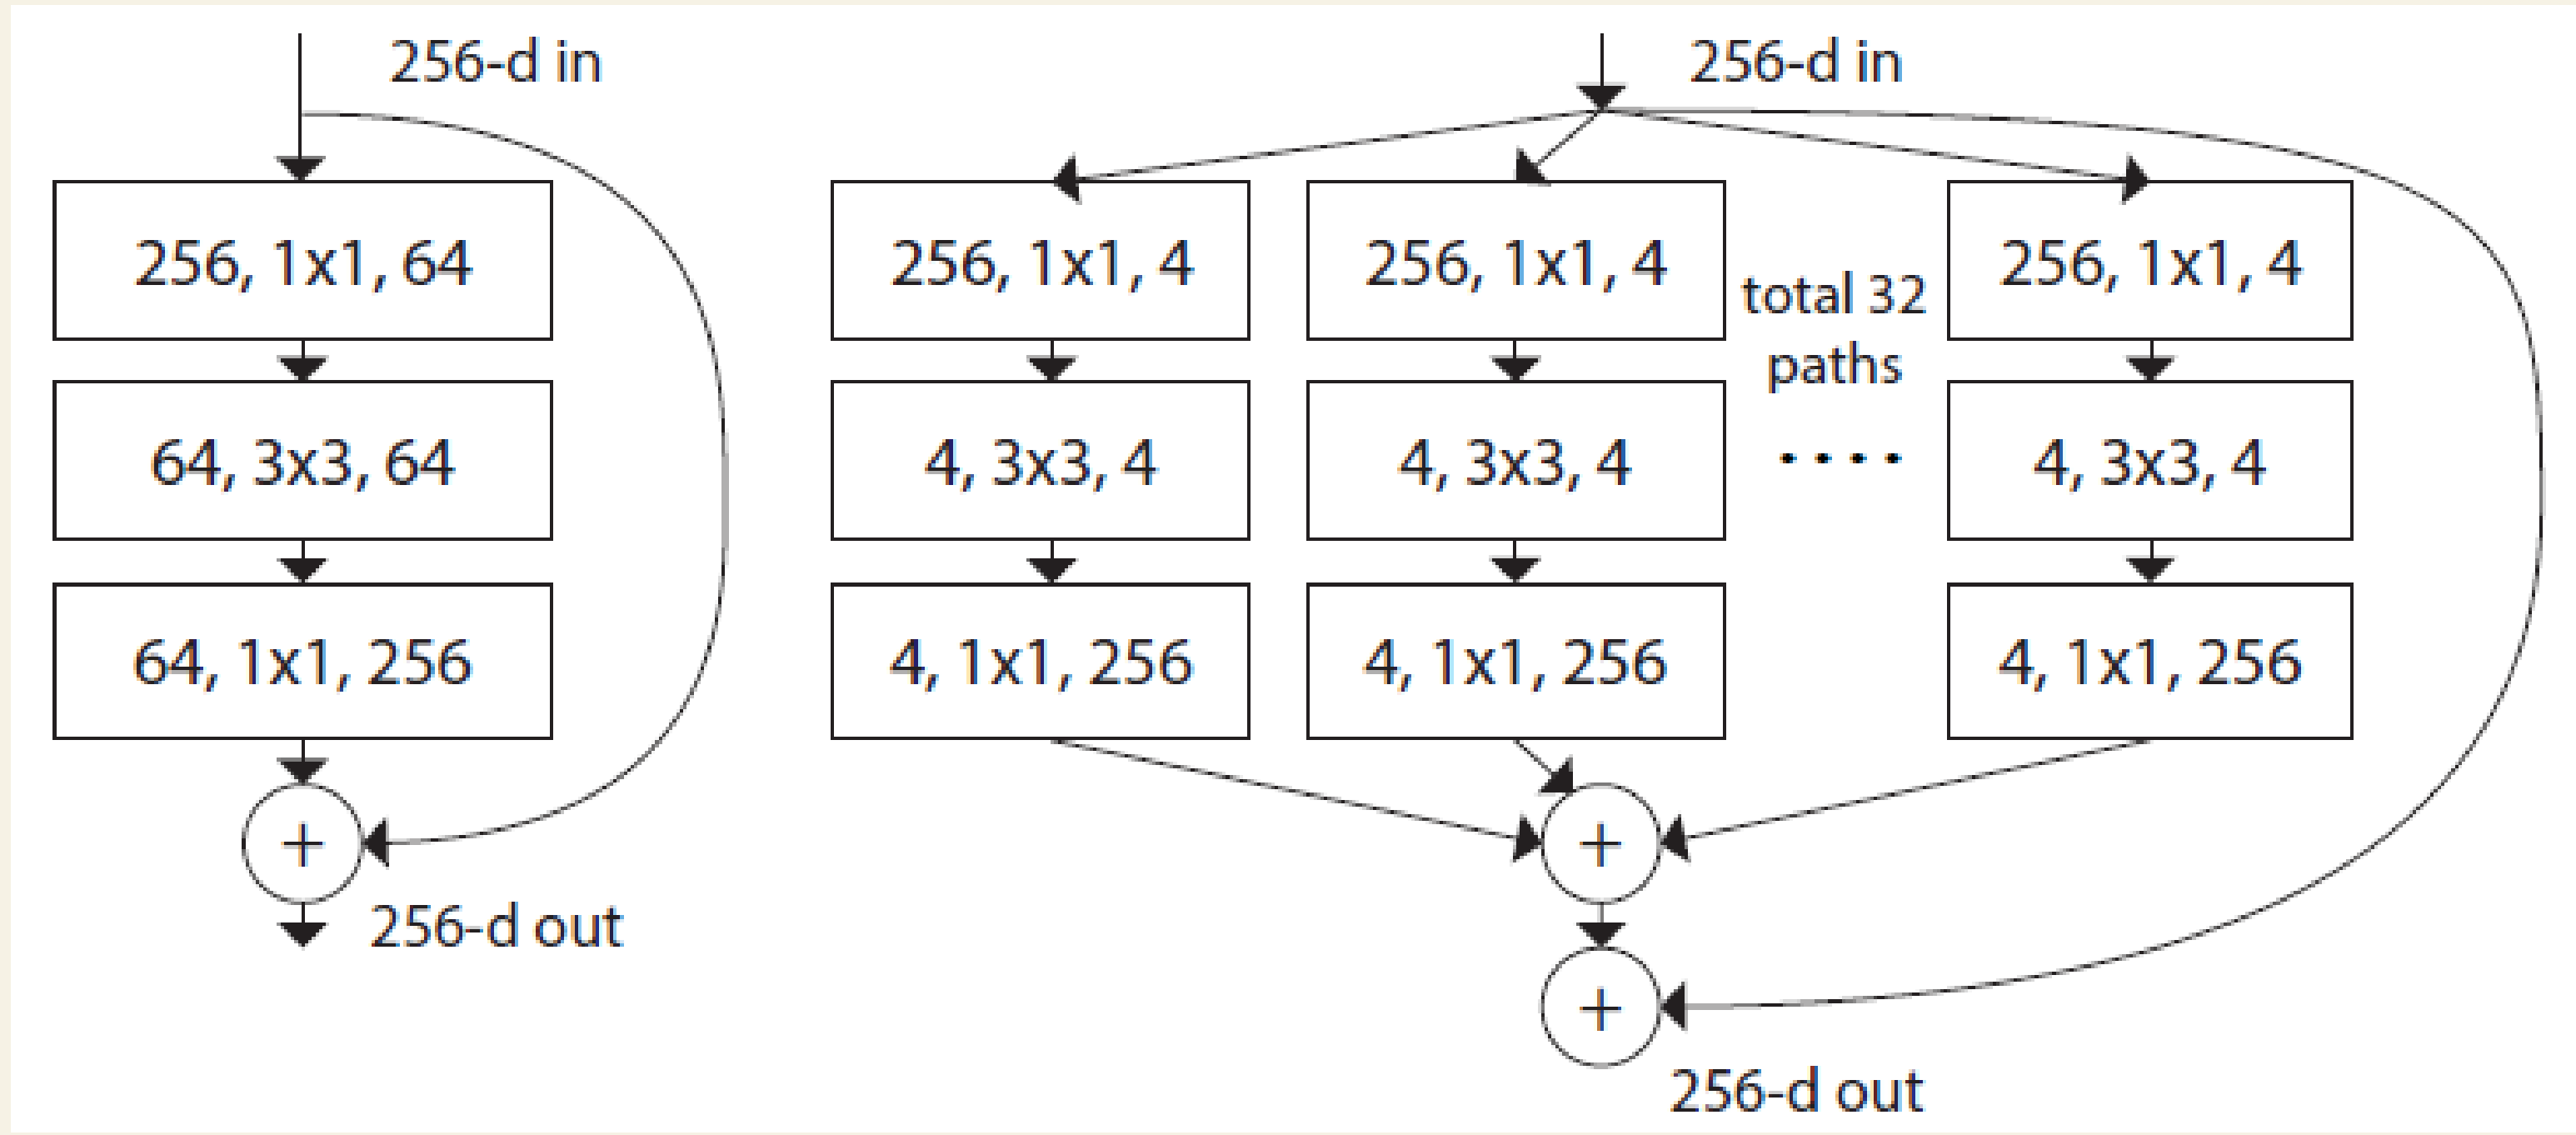 256-d in
256, 1x1, 64
64, 3x3, 64
64, 1x1, 256
+
256-d out
256-d in
256, 1x1, 4
256, 1x1, 4
total 32
paths
256, 1x1, 4
4, 3x3, 4
4, 3x3, 4
....
4, 3x3, 4
4, 1x1, 256
4, 1x1, 256
4, 1x1, 256
+
+
256-d out